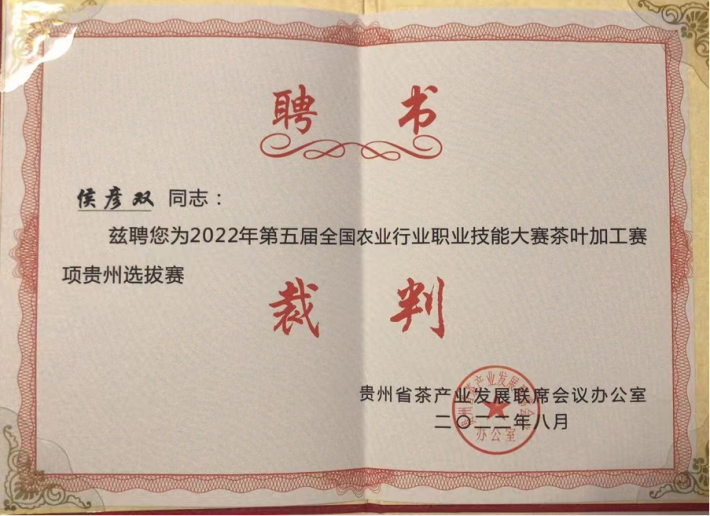 聘书
侯彦双 同志：
兹聘您为2022年第五届全国农业行业职业技能大赛茶叶加工赛
项贵州选拔赛
裁判
贵州省茶产业发展联席会议办公室
二〇二二年八月
办公室